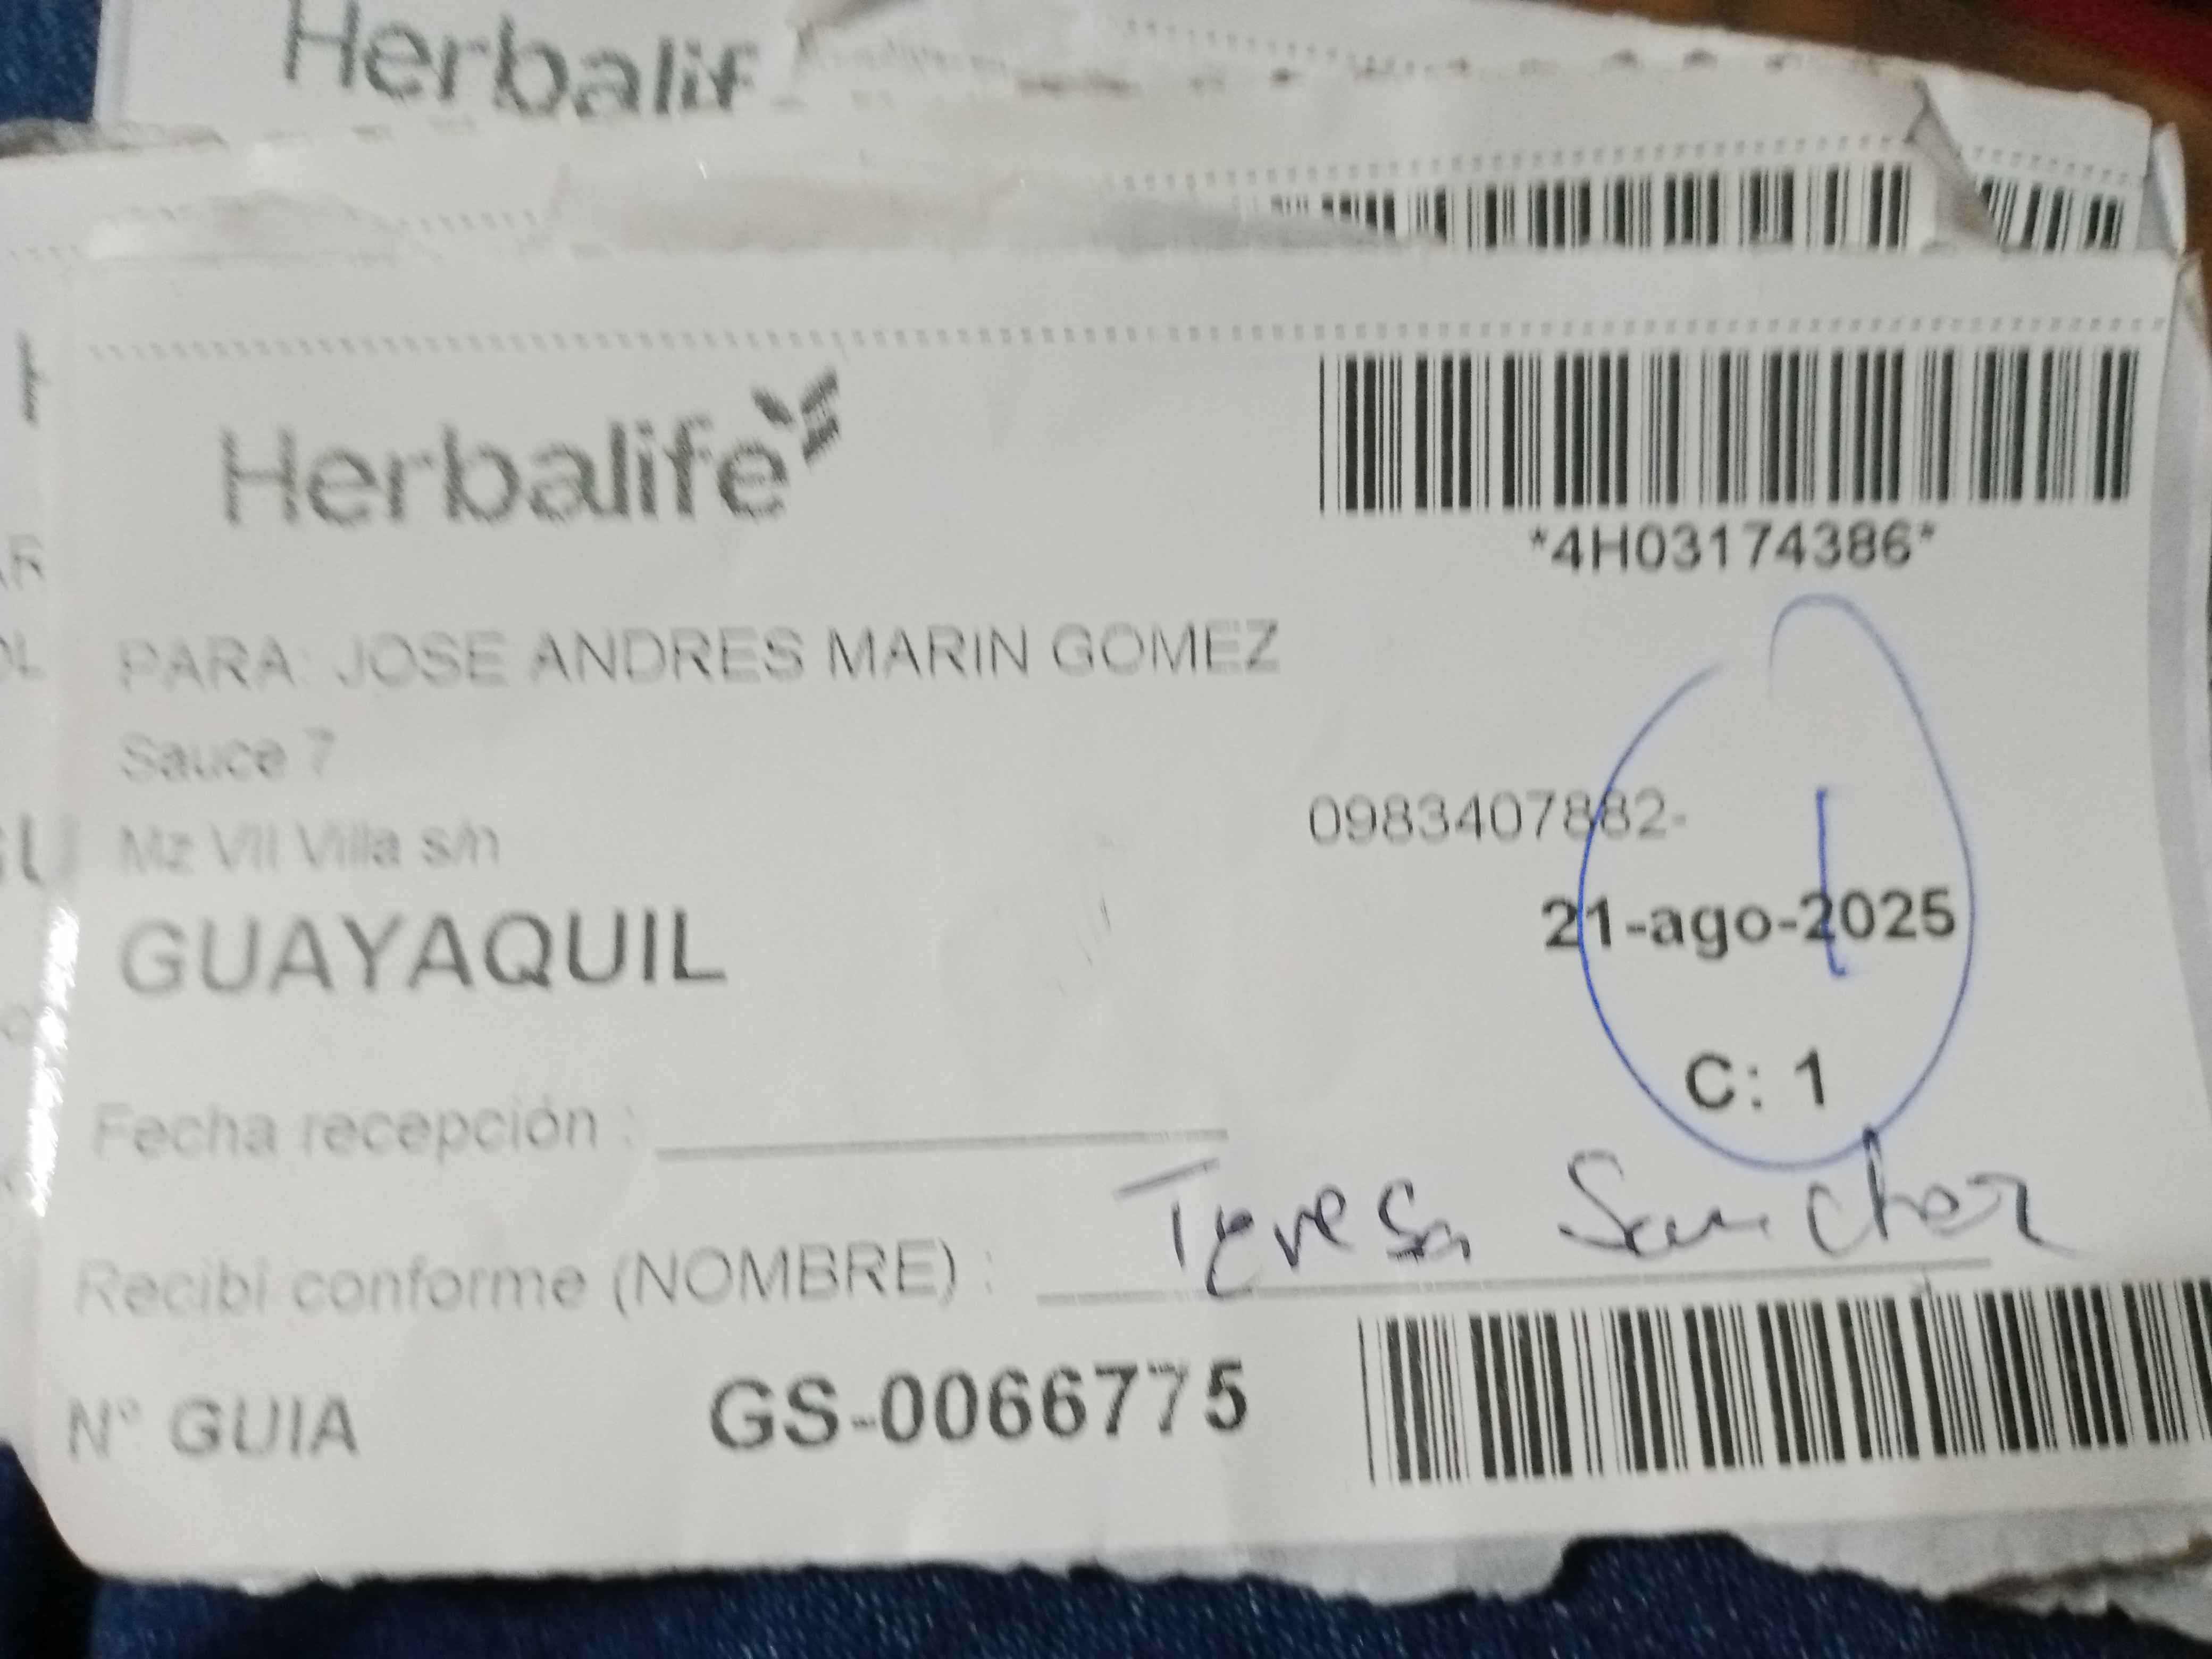 Herbalif
Herbalife
*4H03174386*
PARA: JOSE ANDRES MARIN GOMEZ
Sauce 7
0983407882-
Mz VII Villa s/n
21-ago-2025
GUAYAQUIL
C: 1
Fecha recepción :
Recibi conforme (NOMBRE) : Teresa Sanchez
N° GUIA GS-0066775